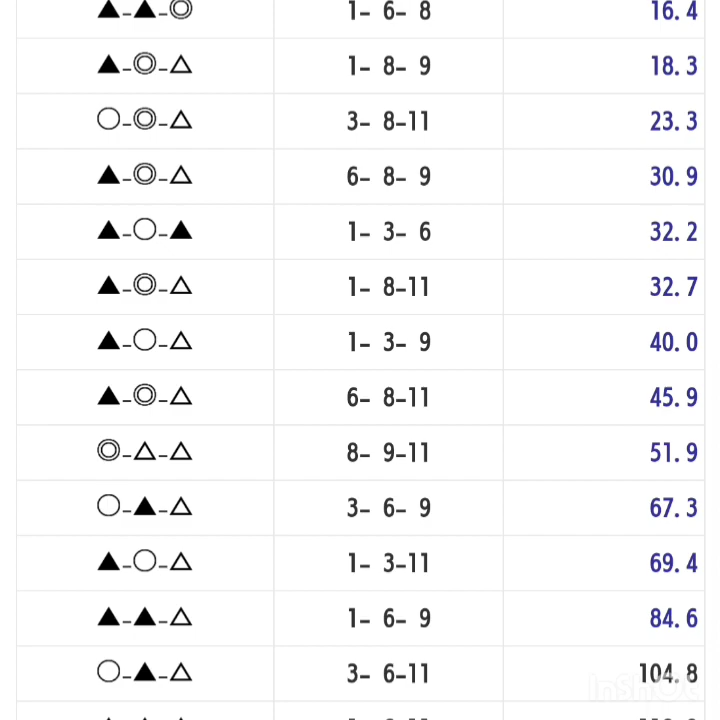 ▲-▲-◎ 1- 6- 8 16.4
▲-◎-△ 1- 8- 9 18.3
○-◎-△ 3- 8-11 23.3
▲-◎-△ 6- 8- 9 30.9
▲-○-▲ 1- 3- 6 32.2
▲-◎-△ 1- 8-11 32.7
▲-○-△ 1- 3- 9 40.0
▲-◎-△ 6- 8-11 45.9
◎-△-△ 8- 9-11 51.9
○-▲-△ 3- 6- 9 67.3
▲-○-△ 1- 3-11 69.4
▲-▲-△ 1- 6- 9 84.6
○-▲-△ 3- 6-11 104.8
InShOt